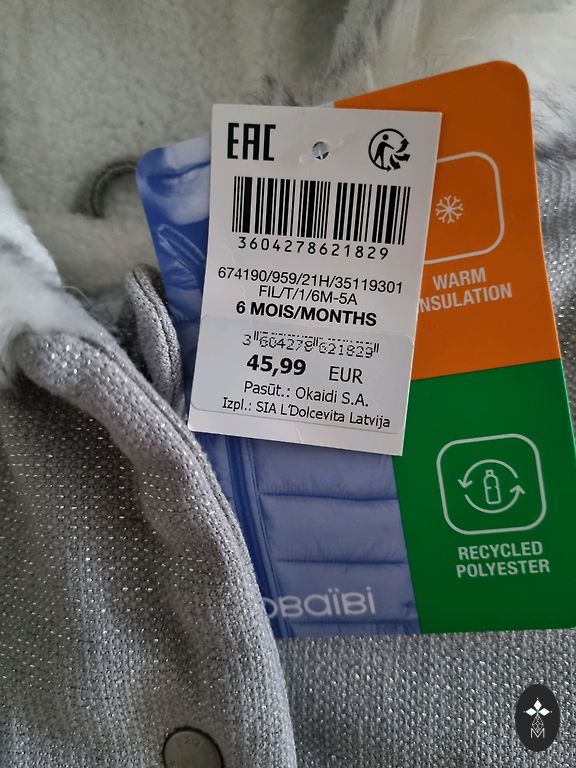 EAC
3604278621829
674190/959/21H/35119301
FIL/T/1/6M-5A
6 MOIS/MONTHS
3 604278 621829
45,99 EUR
Pasūt.: Okaidi S.A.
Izpl.: SIA L'Dolcevita Latvija
WARM
INSULATION
RECYCLED
POLYESTER
obaïbi
M